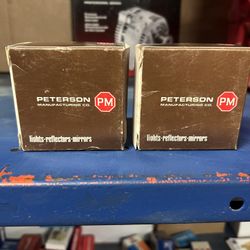 PETERSON
MANUFACTURING CO.
PM
lights·reflectors·mirrors
PETERSON
MANUFACTURING CO.
PM
lights·reflectors·mirrors